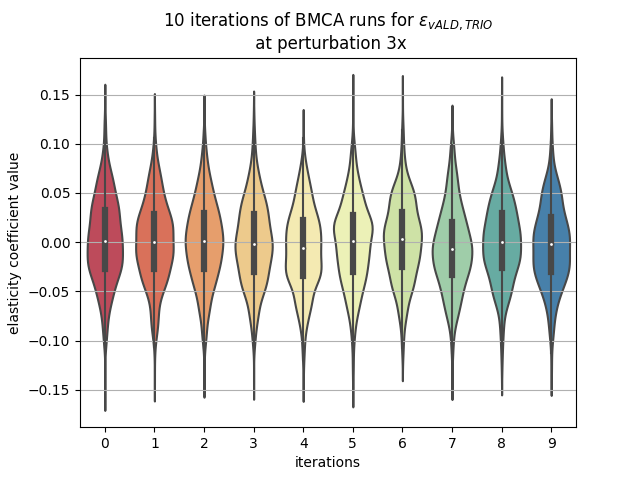 10 iterations of BMCA runs for ε_{vALD, TRIO}
at perturbation 3x
elasticity coefficient value
0.15
0.10
0.05
0.00
−0.05
−0.10
−0.15
0 1 2 3 4 5 6 7 8 9
iterations